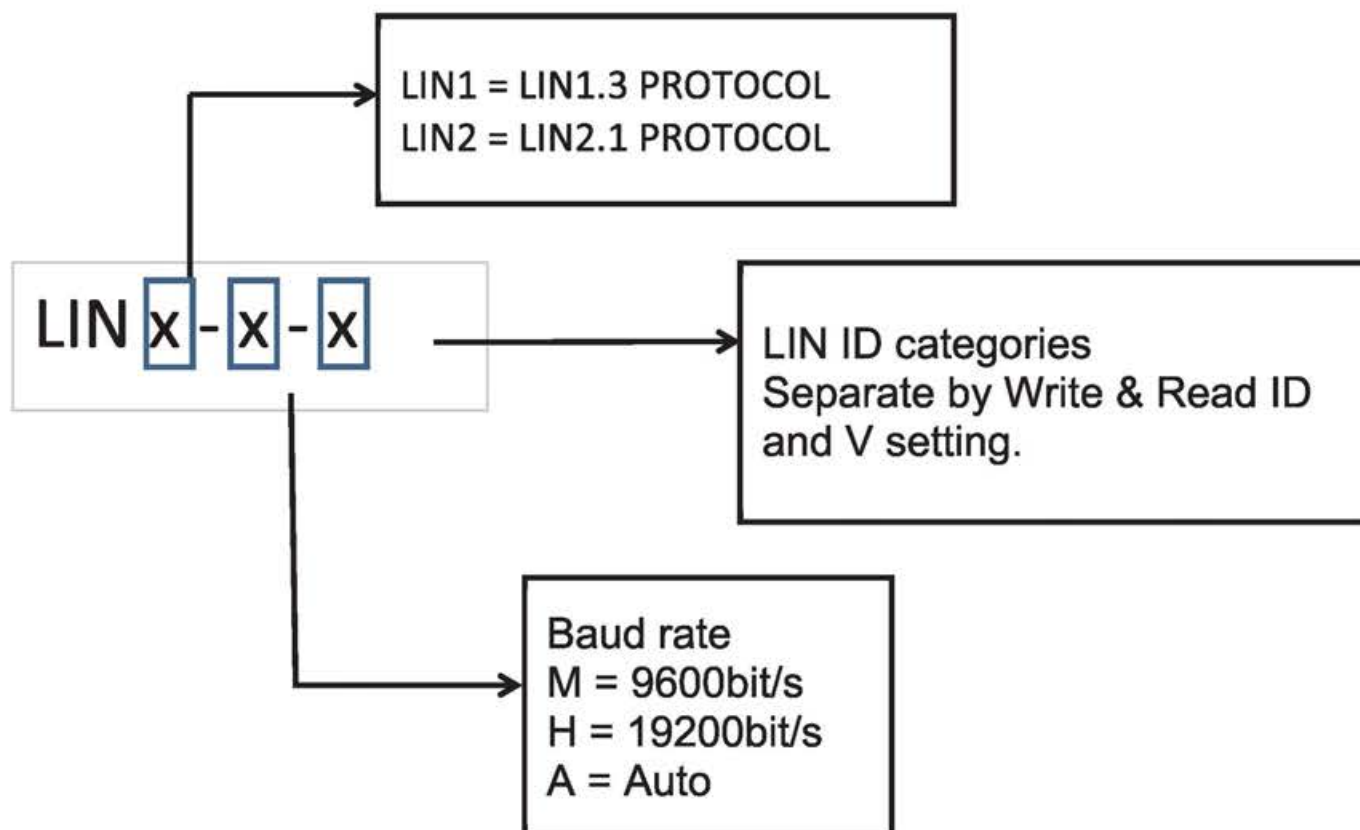 LIN1 = LIN1.3 PROTOCOL
LIN2 = LIN2.1 PROTOCOL
LIN x - x - x
LIN ID categories
Separate by Write & Read ID
and V setting.
Baud rate
M = 9600bit/s
H = 19200bit/s
A = Auto